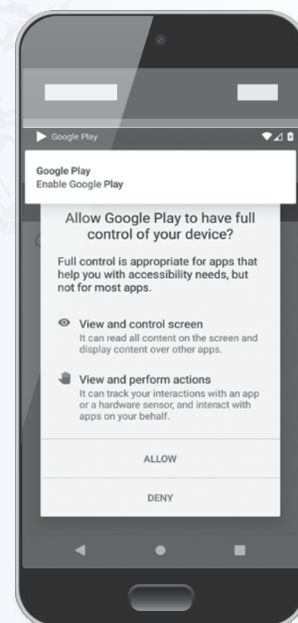 Google Play
Google Play
Enable Google Play
Allow Google Play to have full
control of your device?
Full control is appropriate for apps that
help you with accessibility needs, but
not for most apps.
View and control screen
It can read all content on the screen and
display content over other apps.
View and perform actions
It can track your interactions with an app
or a hardware sensor, and interact with
apps on your behalf.
ALLOW
DENY